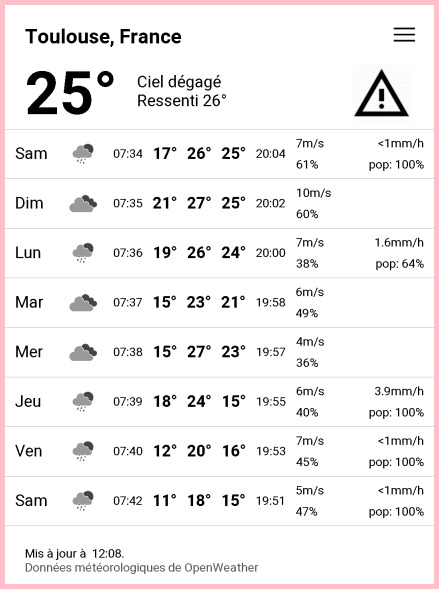 Toulouse, France
25°
Ciel dégagé
Ressenti 26°
Sam 07:34 17° 26° 25° 20:04 7m/s <1mm/h
61% pop: 100%
Dim 07:35 21° 27° 25° 20:02 10m/s
60%
Lun 07:36 19° 26° 24° 20:00 7m/s 1.6mm/h
38% pop: 64%
Mar 07:37 15° 23° 21° 19:58 6m/s
49%
Mer 07:38 15° 27° 23° 19:57 4m/s
36%
Jeu 07:39 18° 24° 15° 19:55 6m/s 3.9mm/h
40% pop: 100%
Ven 07:40 12° 20° 16° 19:53 7m/s <1mm/h
45% pop: 100%
Sam 07:42 11° 18° 15° 19:51 5m/s <1mm/h
47% pop: 100%
Mis à jour à 12:08.
Données météorologiques de OpenWeather